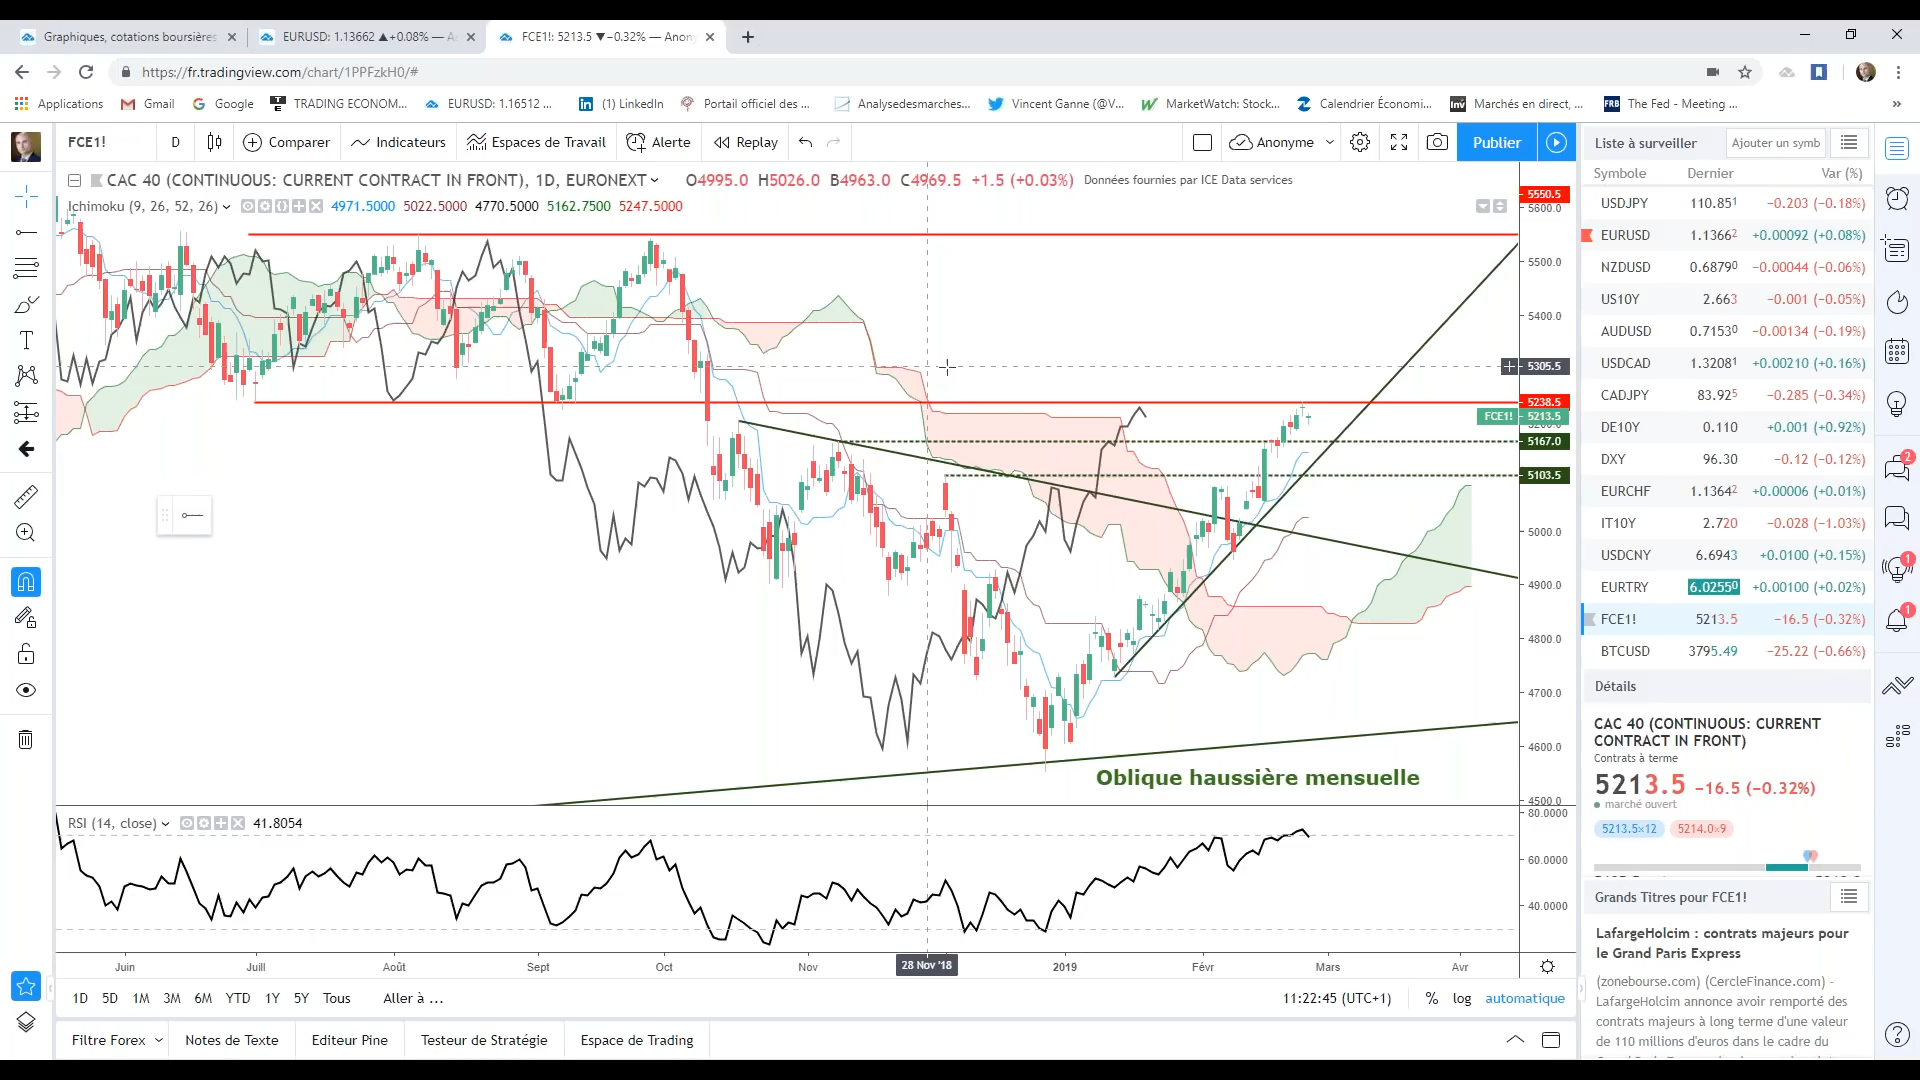 Graphiques, cotations boursières
EURUSD: 1.13662 ▲+0.08% — A
FCE1!: 5213.5 ▼−0.32% — Anon
https://fr.tradingview.com/chart/1PPFzkH0/#
Applications
Gmail
Google
TRADING ECONOM...
EURUSD: 1.16512 ...
(1) LinkedIn
Portail officiel des ...
Analysedesmarches...
Vincent Ganne (@V...
MarketWatch: Stock...
Calendrier Économi...
Marchés en direct, ...
The Fed - Meeting ...
FCE1!
D
Comparer
Indicateurs
Espaces de Travail
Alerte
Replay
Anonyme
Publier
CAC 40 (CONTINUOUS: CURRENT CONTRACT IN FRONT), 1D, EURONEXT
O4995.0 H5026.0 B4963.0 C4969.5 +1.5 (+0.03%)
Données fournies par ICE Data services
Ichimoku (9, 26, 52, 26)
4971.5000 5022.5000 4770.5000 5162.7500 5247.5000
5550.5
5600.0
5500.0
5400.0
5305.5
5238.5
FCE1! 5213.5
5167.0
5103.5
5000.0
4900.0
4800.0
4700.0
4600.0
4500.0
Oblique haussière mensuelle
RSI (14, close)
41.8054
80.0000
60.0000
40.0000
Juin
Juill
Août
Sept
Oct
Nov
28 Nov '18
2019
Févr
Mars
Avr
1D 5D 1M 3M 6M YTD 1Y 5Y Tous
Aller à ...
11:22:45 (UTC+1)
%
log
automatique
Filtre Forex
Notes de Texte
Editeur Pine
Testeur de Stratégie
Espace de Trading
Liste à surveiller
Ajouter un symb
Symbole Dernier Var (%)
USDJPY 110.851 −0.203 (−0.18%)
EURUSD 1.13662 +0.00092 (+0.08%)
NZDUSD 0.68790 −0.00044 (−0.06%)
US10Y 2.663 −0.001 (−0.05%)
AUDUSD 0.71530 −0.00134 (−0.19%)
USDCAD 1.32081 +0.00210 (+0.16%)
CADJPY 83.925 −0.285 (−0.34%)
DE10Y 0.110 +0.001 (+0.92%)
DXY 96.30 −0.12 (−0.12%)
EURCHF 1.13642 +0.00006 (+0.01%)
IT10Y 2.720 −0.028 (−1.03%)
USDCNY 6.6943 +0.0100 (+0.15%)
EURTRY 6.02550 +0.00100 (+0.02%)
FCE1! 5213.5 −16.5 (−0.32%)
BTCUSD 3795.49 −25.22 (−0.66%)
Détails
CAC 40 (CONTINUOUS: CURRENT
CONTRACT IN FRONT)
Contrats à terme
5213.5 −16.5 (−0.32%)
marché ouvert
5213.5×12
5214.0×9
Grands Titres pour FCE1!
LafargeHolcim : contrats majeurs pour
le Grand Paris Express
(zonebourse.com) (CercleFinance.com) -
LafargeHolcim annonce avoir remporté des
contrats majeurs à long terme d'une valeur
de 110 millions d'euros dans le cadre du
2
1
1